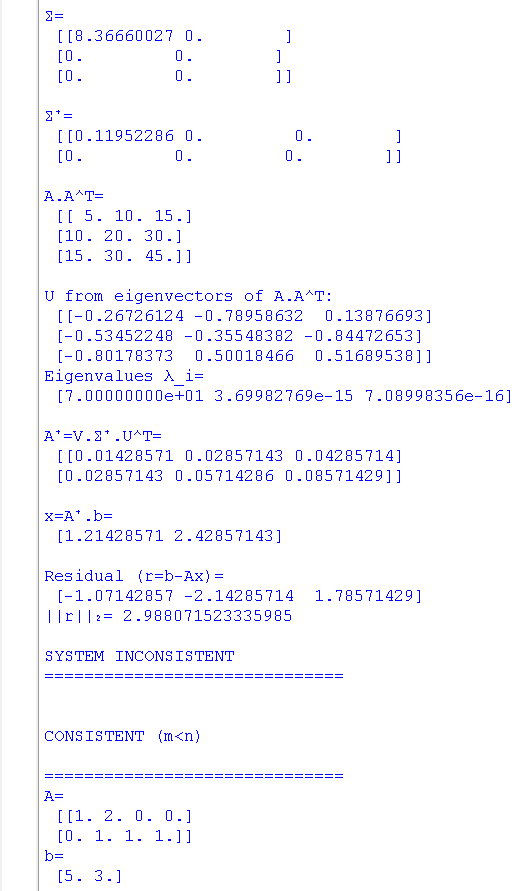 Σ=
[[8.36660027 0.        ]
[0.         0.        ]
[0.         0.        ]]
Σ⁺=
[[0.11952286 0.         0.        ]
[0.         0.         0.        ]]
A.A^T=
[[ 5. 10. 15.]
[10. 20. 30.]
[15. 30. 45.]]
U from eigenvectors of A.A^T:
[[-0.26726124 -0.78958632  0.13876693]
[-0.53452248 -0.35548382 -0.84472653]
[-0.80178373  0.50018466  0.51689538]]
Eigenvalues λ_i=
[7.00000000e+01 3.69982769e-15 7.08998356e-16]
A⁺=V.Σ⁺.U^T=
[[0.01428571 0.02857143 0.04285714]
[0.02857143 0.05714286 0.08571429]]
x=A⁺.b=
[1.21428571 2.42857143]
Residual (r=b-Ax)=
[-1.07142857 -2.14285714  1.78571429]
||r||₂= 2.988071523335985
SYSTEM INCONSISTENT
==============================
CONSISTENT (m<n)
==============================
A=
[[1. 2. 0. 0.]
[0. 1. 1. 1.]]
b=
[5. 3.]